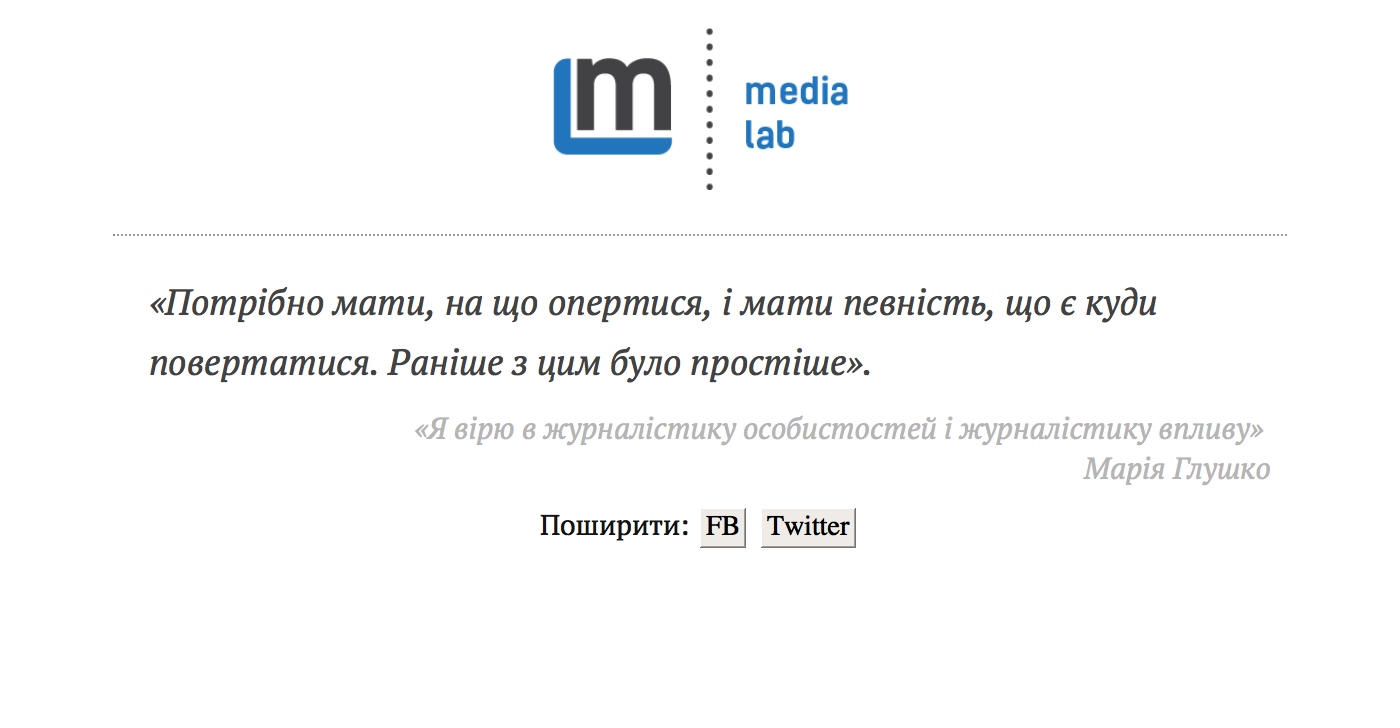 m
media
lab
«Потрібно мати, на що опертися, і мати певність, що є куди
повертатися. Раніше з цим було простіше».
«Я вірю в журналістику особистостей і журналістику впливу»
Марія Глушко
Поширити: FB Twitter